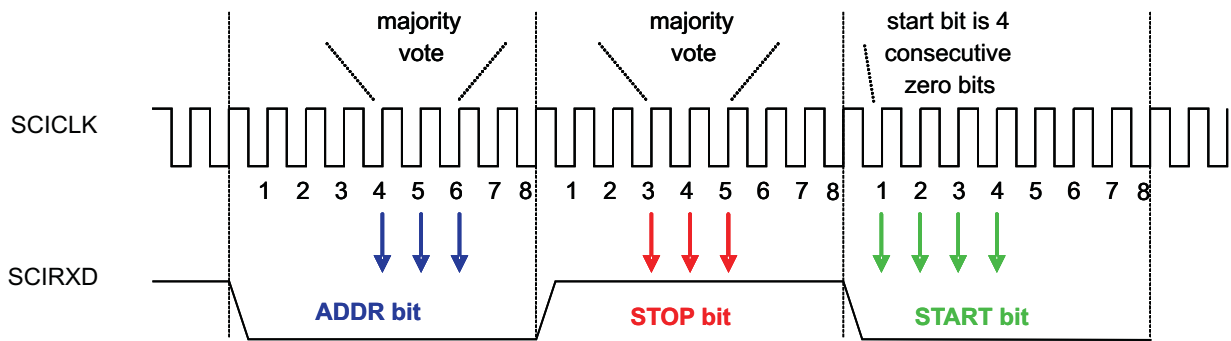 majority
vote
majority
vote
start bit is 4
consecutive
zero bits
SCICLK
1 2 3 4 5 6 7 8 1 2 3 4 5 6 7 8 1 2 3 4 5 6 7 8
SCIRXD
ADDR bit
STOP bit
START bit